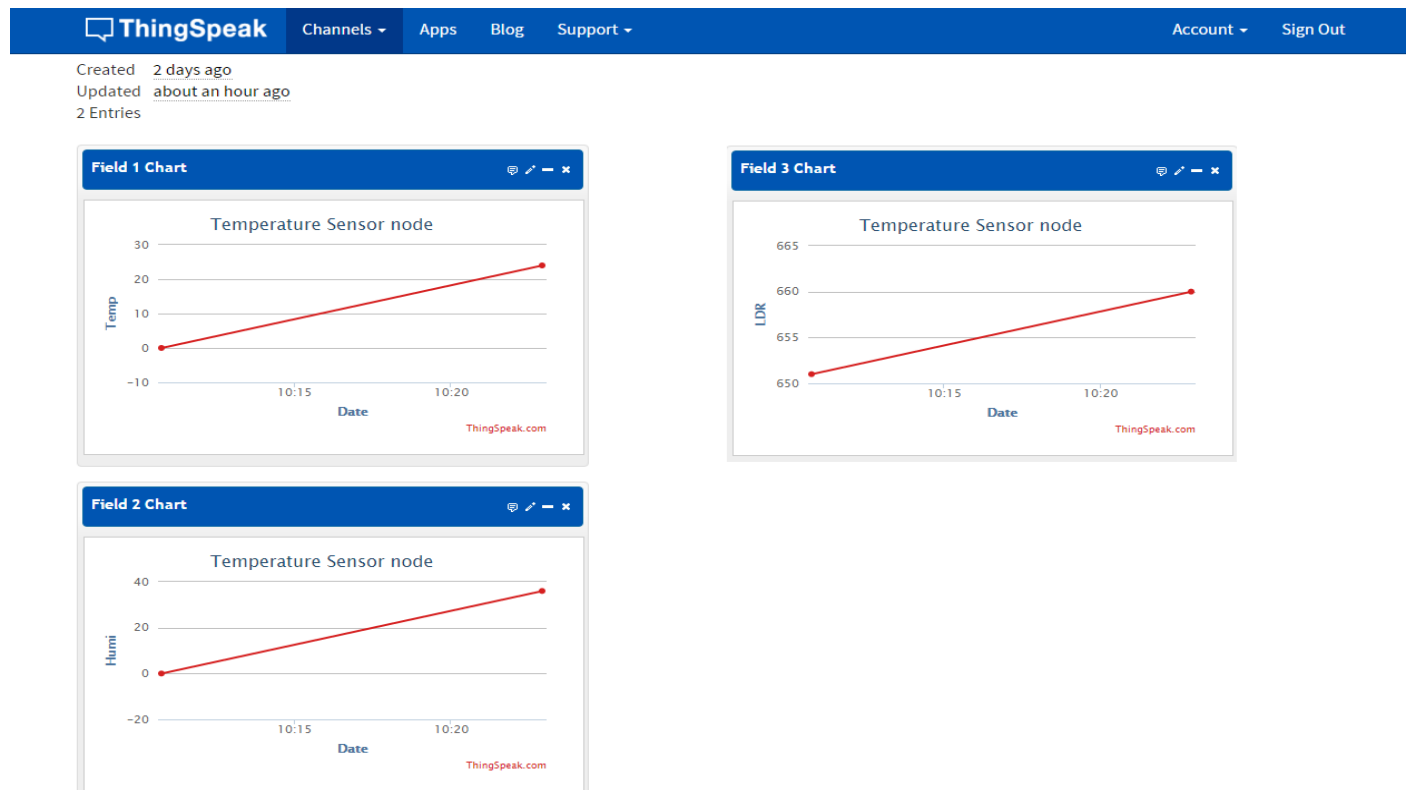 ThingSpeak Channels Apps Blog Support Account Sign Out
Created 2 days ago
Updated about an hour ago
2 Entries
Field 1 Chart
Temperature Sensor node
30
20
10
0
-10
Temp
10:15 10:20
Date
ThingSpeak.com
Field 3 Chart
Temperature Sensor node
665
660
655
650
LDR
10:15 10:20
Date
ThingSpeak.com
Field 2 Chart
Temperature Sensor node
40
20
0
-20
Humi
10:15 10:20
Date
ThingSpeak.com